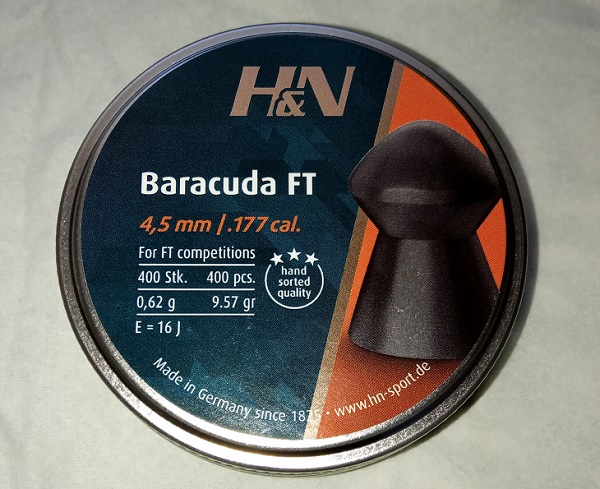 H&N
Baracuda FT
4,5 mm / .177 cal.
For FT competitions
400 Stk. 400 pcs.
0,62 g 9.57 gr
E = 16 J
hand
sorted
quality
Made in Germany since 1825 • www.hn-sport.de